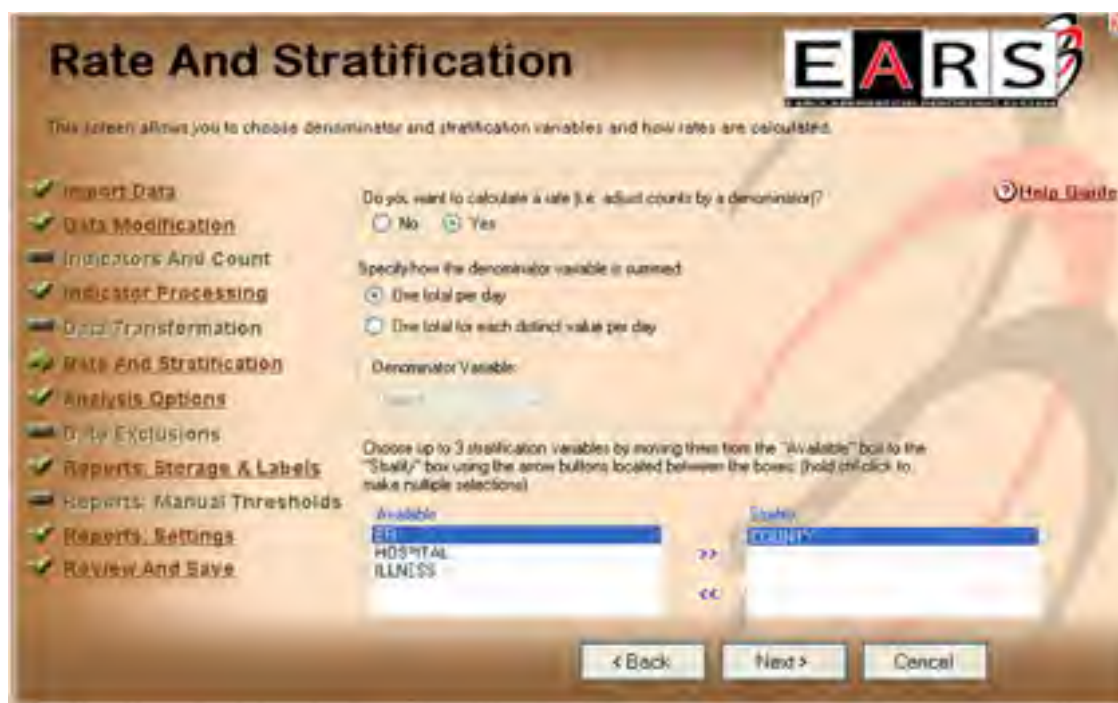 Rate And Stratification
EARS3
This screen allows you to choose denominator and stratification variables and how rates are calculated.
Import Data
Data Modification
Indicators And Count
Indicator Processing
Data Transformation
Rate And Stratification
Analysis Options
Data Exclusions
Reports: Storage & Labels
Reports: Manual Thresholds
Reports: Settings
Review And Save
Help Guide
Do you want to calculate a rate (i.e. adjust counts by a denominator)?
No Yes
Specify how the denominator variable is summed
One total per day
One total for each distinct value per day
Denominator Variable:
Choose up to 3 stratification variables by moving them from the "Available" box to the
"Stratify" box using the arrow buttons located between the boxes: (hold ctrl-click to
make multiple selections)
Available
HOSPITAL
ILLNESS
>>
<<
Stratify
COUNTY
< Back
Next >
Cancel